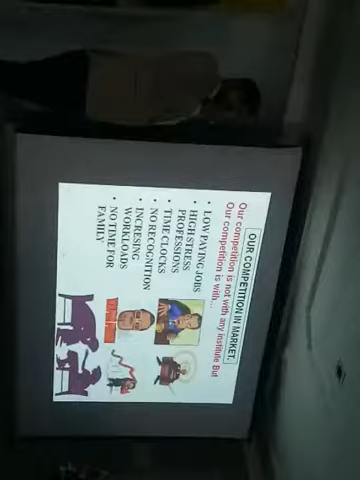 OUR COMPETITION IN MARKET.
Our competition is not with any institute But
Our competition is with...
• LOW PAYING JOBS
• HIGH STRESS
PROFESSIONS
• TIME CLOCKS
• NO RECOGNITION
• INCRESING
WORKLOADS
• NO TIME FOR
FAMILY